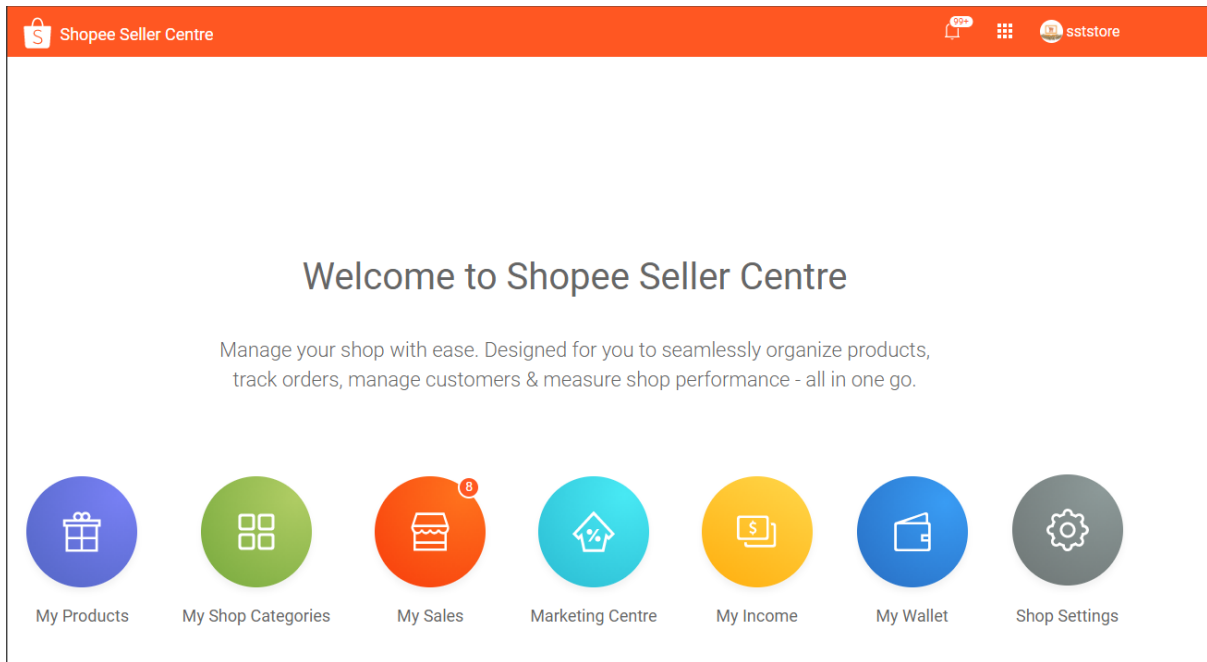 Shopee Seller Centre
99+
sststore
Welcome to Shopee Seller Centre
Manage your shop with ease. Designed for you to seamlessly organize products,
track orders, manage customers & measure shop performance - all in one go.
8
My Products My Shop Categories My Sales Marketing Centre My Income My Wallet Shop Settings